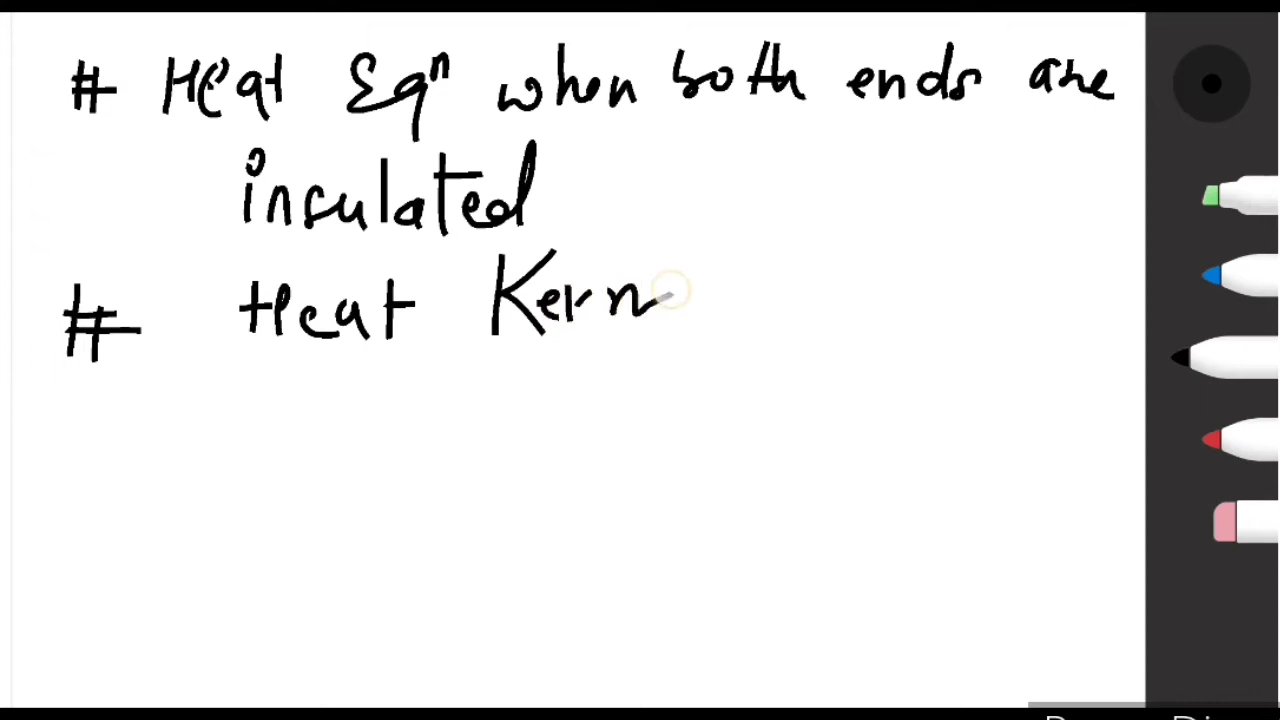 # Heat Eqⁿ when both ends are
insulated
# Heat Kern